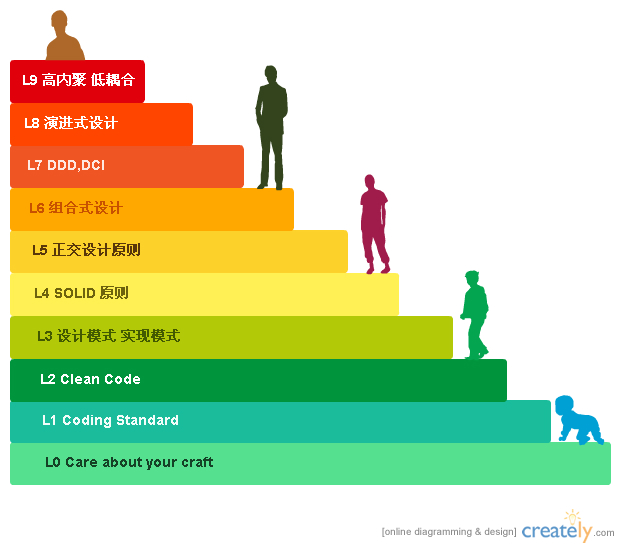 L9 高内聚 低耦合
L8 演进式设计
L7 DDD,DCI
L6 组合式设计
L5 正交设计原则
L4 SOLID 原则
L3 设计模式 实现模式
L2 Clean Code
L1 Coding Standard
L0 Care about your craft
[online diagramming & design] creately.com